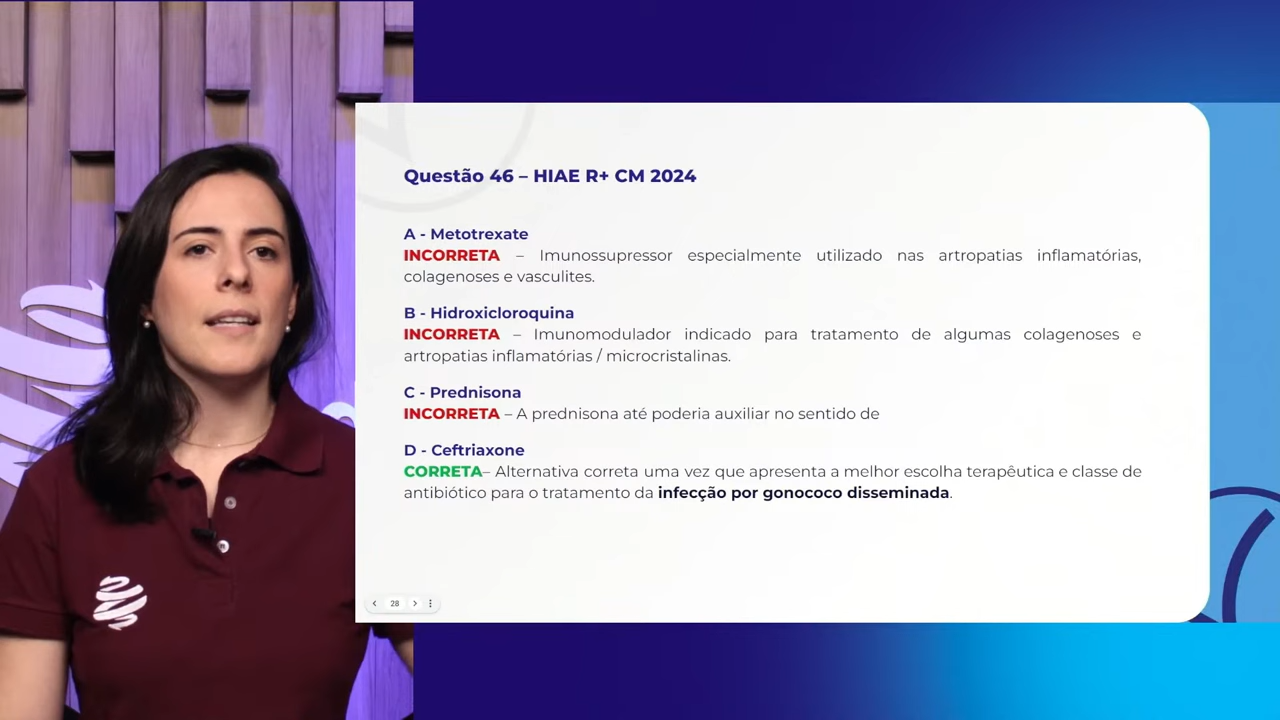 Questão 46 – HIAE R+ CM 2024
A - Metotrexate
INCORRETA – Imunossupressor especialmente utilizado nas artropatias inflamatórias,
colagenoses e vasculites.
B - Hidroxicloroquina
INCORRETA – Imunomodulador indicado para tratamento de algumas colagenoses e
artropatias inflamatórias / microcristalinas.
C - Prednisona
INCORRETA – A prednisona até poderia auxiliar no sentido de
D - Ceftriaxone
CORRETA– Alternativa correta uma vez que apresenta a melhor escolha terapêutica e classe de
antibiótico para o tratamento da infecção por gonococo disseminada.
28